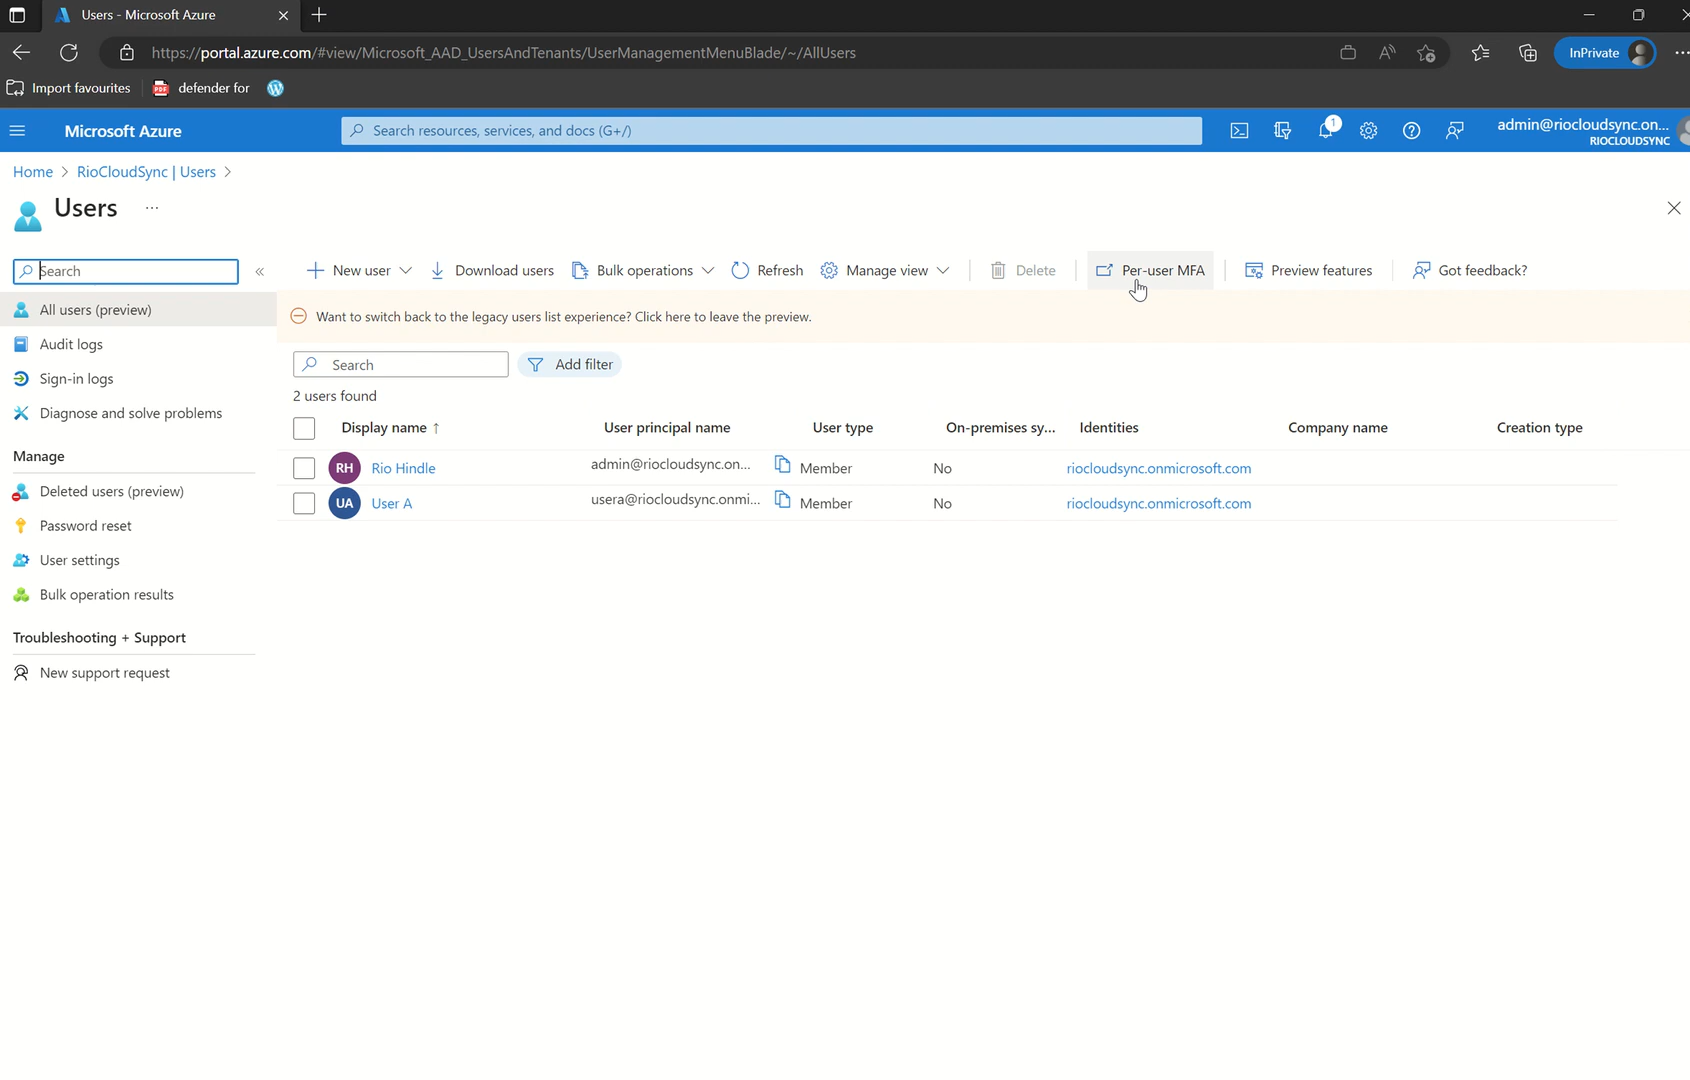 Users - Microsoft Azure
https://portal.azure.com/#view/Microsoft_AAD_UsersAndTenants/UserManagementMenuBlade/~/AllUsers
InPrivate
Import favourites
PDF defender for
Microsoft Azure
Search resources, services, and docs (G+/)
1
admin@riocloudsync.on...
RIOCLOUDSYNC
Home > RioCloudSync | Users >
Users ...
Search
«
New user
Download users
Bulk operations
Refresh
Manage view
Delete
Per-user MFA
Preview features
Got feedback?
All users (preview)
Audit logs
Sign-in logs
Diagnose and solve problems
Manage
Deleted users (preview)
Password reset
User settings
Bulk operation results
Troubleshooting + Support
New support request
Want to switch back to the legacy users list experience? Click here to leave the preview.
Search
Add filter
2 users found
Display name ↑ User principal name User type On-premises sy... Identities Company name Creation type
RH Rio Hindle admin@riocloudsync.on... Member No riocloudsync.onmicrosoft.com
UA User A usera@riocloudsync.onmi... Member No riocloudsync.onmicrosoft.com